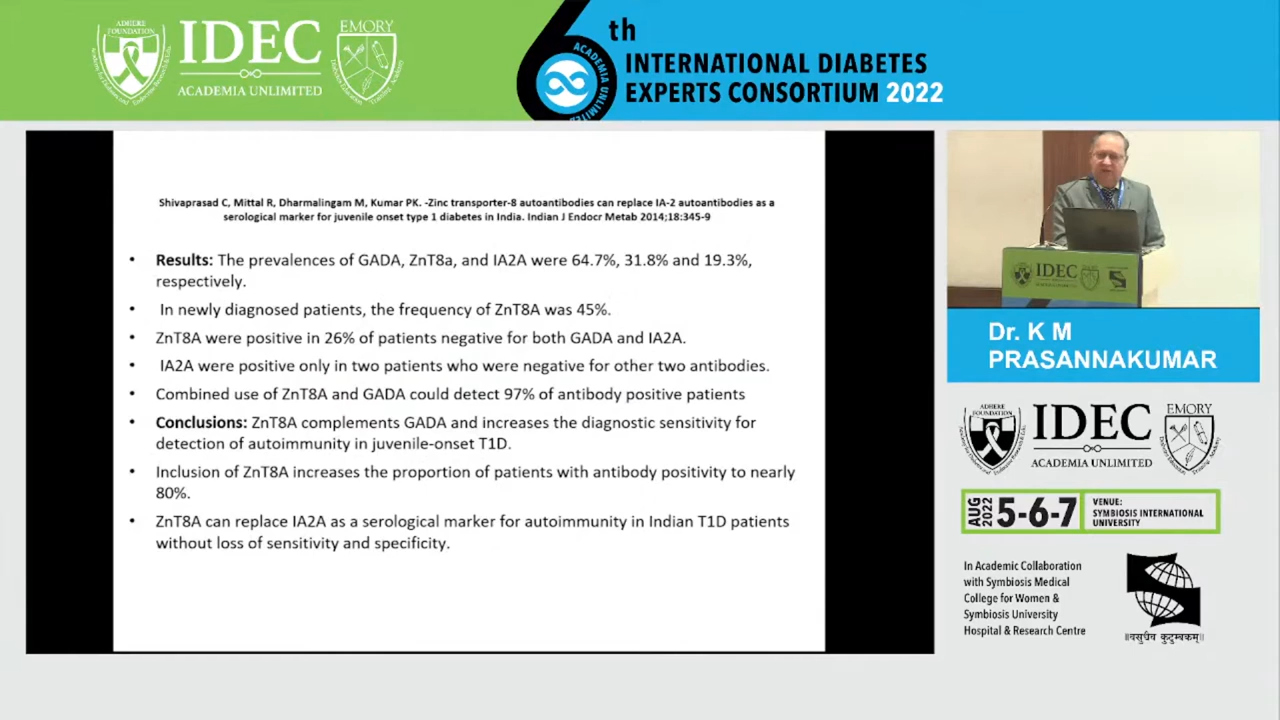 ADHERE
FOUNDATION
IDEC
ACADEMIA UNLIMITED
EMORY
6th
ACADEMIA UNLIMITED
INTERNATIONAL DIABETES
EXPERTS CONSORTIUM 2022
Shivaprasad C, Mittal R, Dharmalingam M, Kumar PK. -Zinc transporter-8 autoantibodies can replace IA-2 autoantibodies as a
serological marker for juvenile onset type 1 diabetes in India. Indian J Endocr Metab 2014;18:345-9
• Results: The prevalences of GADA, ZnT8a, and IA2A were 64.7%, 31.8% and 19.3%,
respectively.
• In newly diagnosed patients, the frequency of ZnT8A was 45%.
• ZnT8A were positive in 26% of patients negative for both GADA and IA2A.
• IA2A were positive only in two patients who were negative for other two antibodies.
• Combined use of ZnT8A and GADA could detect 97% of antibody positive patients
• Conclusions: ZnT8A complements GADA and increases the diagnostic sensitivity for
detection of autoimmunity in juvenile-onset T1D.
• Inclusion of ZnT8A increases the proportion of patients with antibody positivity to nearly
80%.
• ZnT8A can replace IA2A as a serological marker for autoimmunity in Indian T1D patients
without loss of sensitivity and specificity.
IDEC
Dr. K M
PRASANNAKUMAR
ADHERE
FOUNDATION
IDEC
ACADEMIA UNLIMITED
EMORY
AUG
2022
5-6-7
VENUE:
SYMBIOSIS INTERNATIONAL
UNIVERSITY
In Academic Collaboration
with Symbiosis Medical
College for Women &
Symbiosis University
Hospital & Research Centre
॥वसुधैव कुटुम्बकम्॥